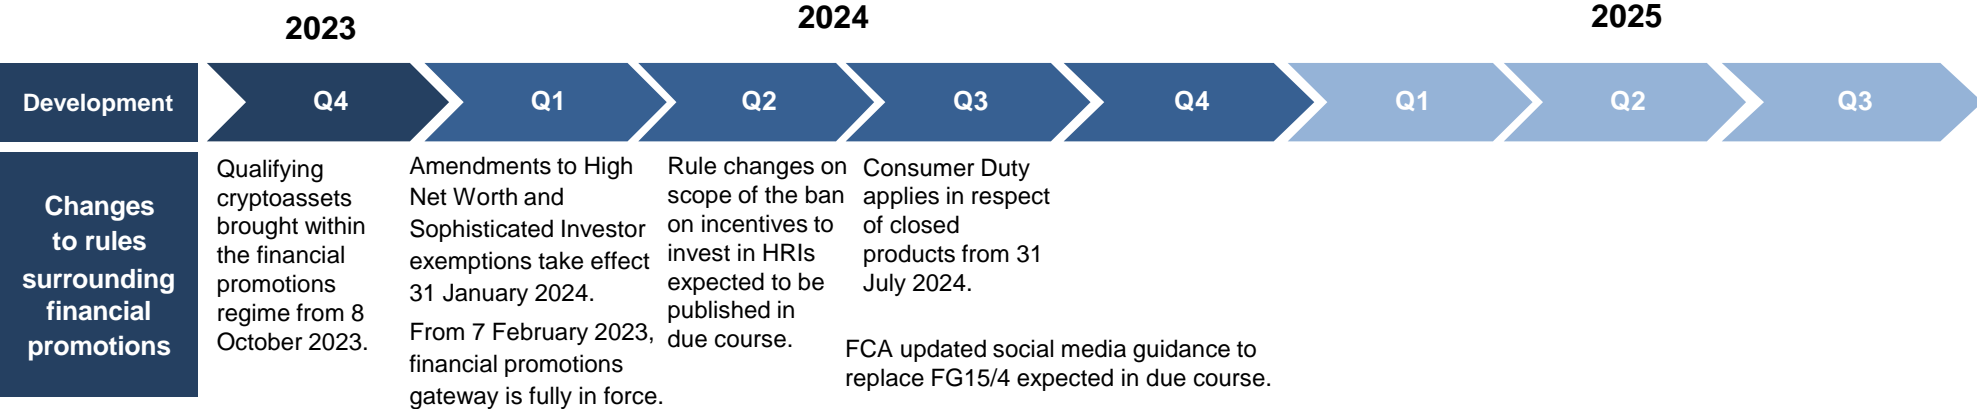 2023
2024
2025
Development
Q4
Q1
Q2
Q3
Q4
Q1
Q2
Q3
Changes
to rules
surrounding
financial
promotions
Qualifying
cryptoassets
brought within
the financial
promotions
regime from 8
October 2023.
Amendments to High
Net Worth and
Sophisticated Investor
exemptions take effect
31 January 2024.
From 7 February 2023,
financial promotions
gateway is fully in force.
Rule changes on
scope of the ban
on incentives to
invest in HRIs
expected to be
published in
due course.
Consumer Duty
applies in respect
of closed
products from 31
July 2024.
FCA updated social media guidance to
replace FG15/4 expected in due course.